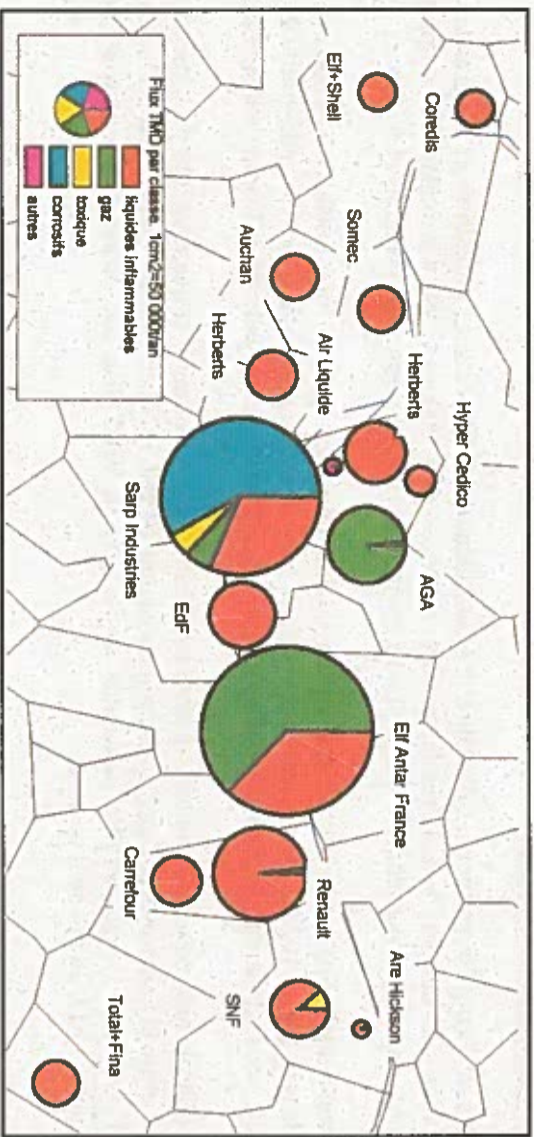 Coredis
Elf+Shell
Somec
Auchan
Herberts
Air Liquide
Herberts
Hyper Cedico
AGA
Sarp Industries
EdF
Elf Antar France
Renault
Carrefour
Are Hickson
SNF
Total+Fina
Flux TMD par classe 1cm2=50 000t/an
liquides inflammables
gaz
toxique
corrosifs
autres